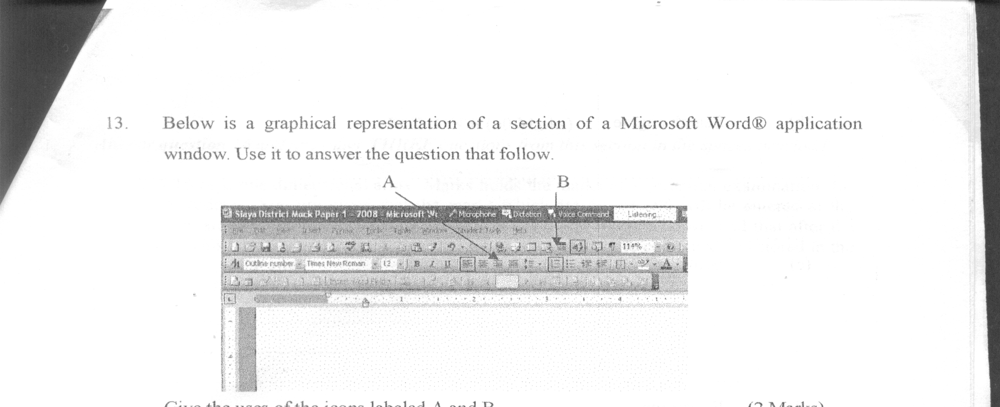 13. Below is a graphical representation of a section of a Microsoft Word® application
window. Use it to answer the question that follow.
A B
Siaya District Mock Paper 1 - 2008 - Microsoft Wo Microphone Dictation Voice Command Listening...
File Edit View Insert Format Tools Table Window Student Tools Help
114%
Outline number Times New Roman 12 B I U A
1 2 3 4
Give the uses of the icons labeled A and B (2 Marks)